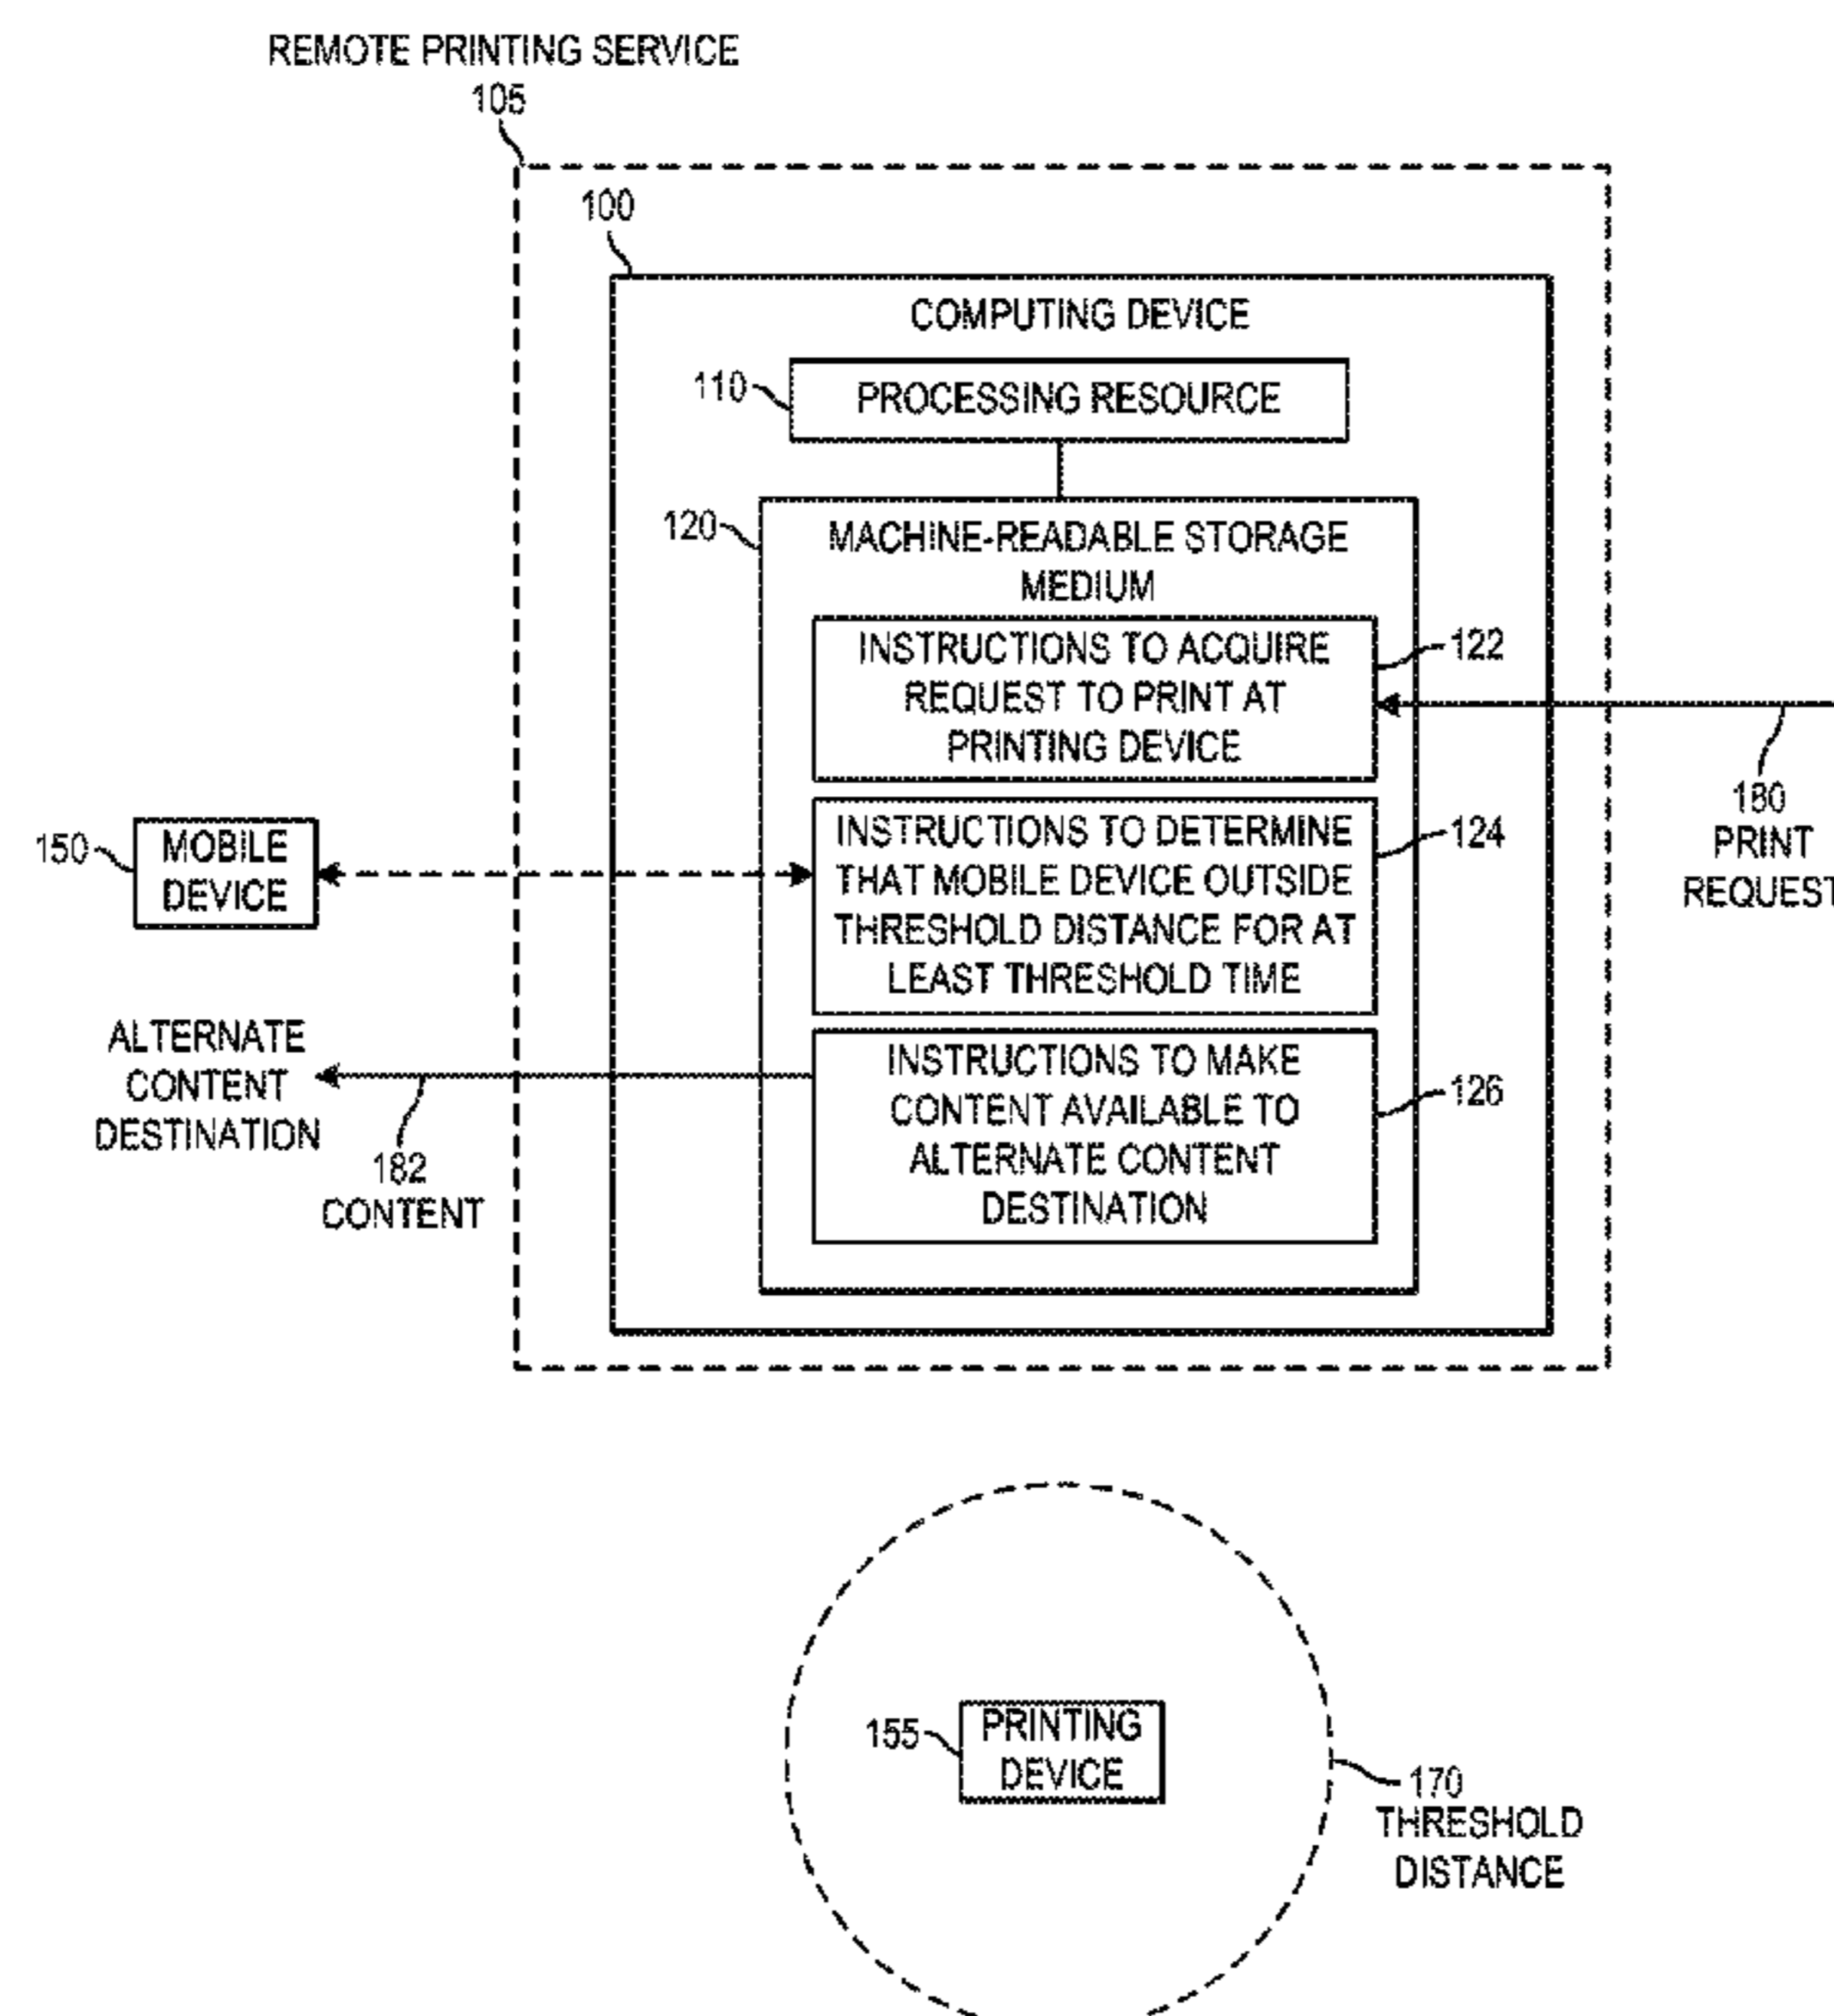 REMOTE PRINTING SERVICE
105
100
COMPUTING DEVICE
110
PROCESSING RESOURCE
120
MACHINE-READABLE STORAGE
MEDIUM
INSTRUCTIONS TO ACQUIRE
REQUEST TO PRINT AT
PRINTING DEVICE
122
180
PRINT
REQUEST
150
MOBILE
DEVICE
INSTRUCTIONS TO DETERMINE
THAT MOBILE DEVICE OUTSIDE
THRESHOLD DISTANCE FOR AT
LEAST THRESHOLD TIME
124
ALTERNATE
CONTENT
DESTINATION
182
CONTENT
INSTRUCTIONS TO MAKE
CONTENT AVAILABLE TO
ALTERNATE CONTENT
DESTINATION
126
155
PRINTING
DEVICE
170
THRESHOLD
DISTANCE